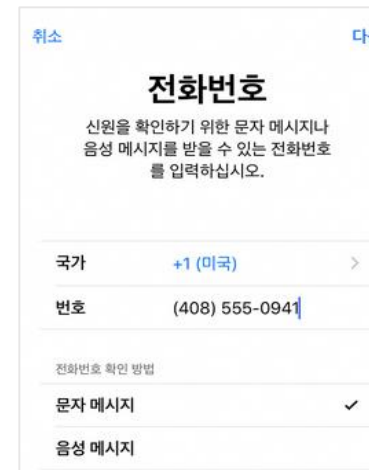 취소
전화번호
신원을 확인하기 위한 문자 메시지나
음성 메시지를 받을 수 있는 전화번호
를 입력하십시오.
국가 +1 (미국)
번호 (408) 555-0941
전화번호 확인 방법
문자 메시지
음성 메시지